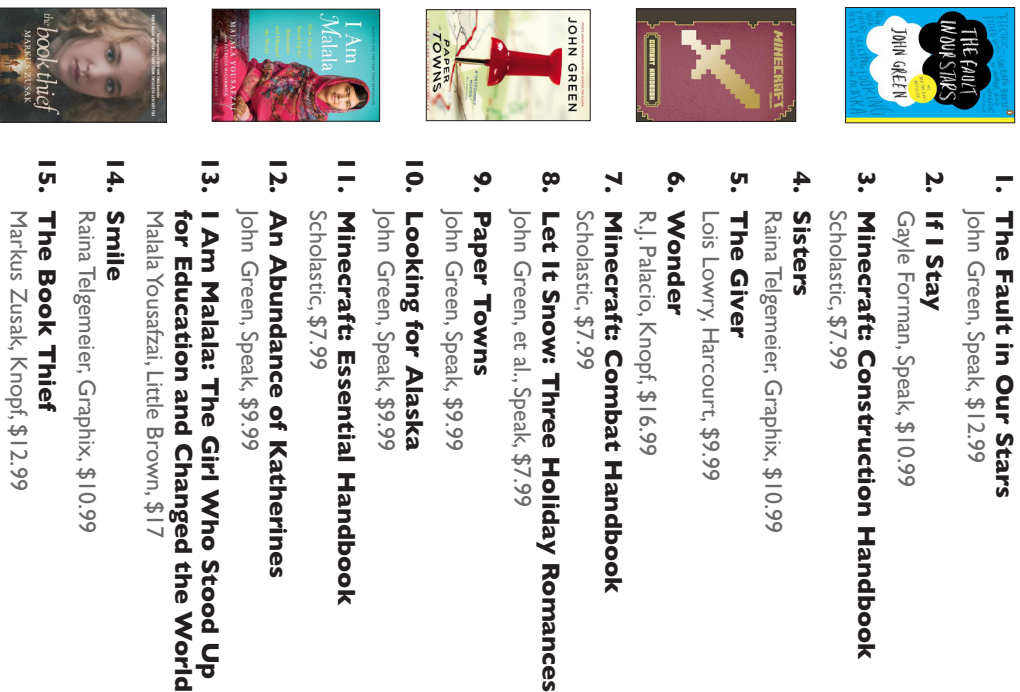 THE FAULT
IN OUR STARS
JOHN GREEN
MINECRAFT
COMBAT HANDBOOK
JOHN GREEN
PAPER
TOWNS
I Am
Malala
MALALA YOUSAFZAI
the book thief
MARKUS ZUSAK
1. The Fault in Our Stars
John Green, Speak, $12.99
2. If I Stay
Gayle Forman, Speak, $10.99
3. Minecraft: Construction Handbook
Scholastic, $7.99
4. Sisters
Raina Telgemeier, Graphix, $10.99
5. The Giver
Lois Lowry, Harcourt, $9.99
6. Wonder
R.J. Palacio, Knopf, $16.99
7. Minecraft: Combat Handbook
Scholastic, $7.99
8. Let It Snow: Three Holiday Romances
John Green, et al., Speak, $7.99
9. Paper Towns
John Green, Speak, $9.99
10. Looking for Alaska
John Green, Speak, $9.99
11. Minecraft: Essential Handbook
Scholastic, $7.99
12. An Abundance of Katherines
John Green, Speak, $9.99
13. I Am Malala: The Girl Who Stood Up
for Education and Changed the World
Malala Yousafzai, Little Brown, $17
14. Smile
Raina Telgemeier, Graphix, $10.99
15. The Book Thief
Markus Zusak, Knopf, $12.99